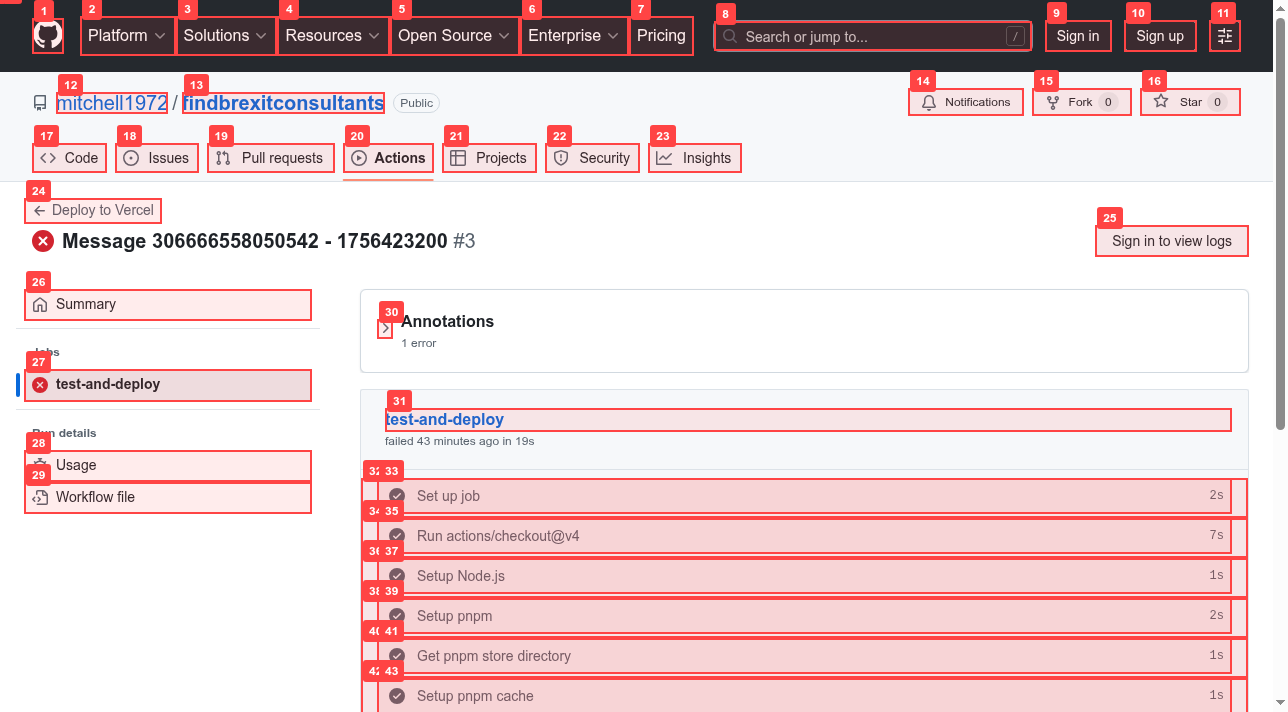 1 2 3 4 5 6 7 8 9 10 11
Platform Solutions Resources Open Source Enterprise Pricing Search or jump to... / Sign in Sign up
12 13 14 15 16
mitchell1972 / findbrexitconsultants Public Notifications Fork 0 Star 0
17 18 19 20 21 22 23
Code Issues Pull requests Actions Projects Security Insights
24
Deploy to Vercel
25
Message 306666558050542 - 1756423200 #3 Sign in to view logs
26
Summary
Jobs
27
test-and-deploy
Run details
28
Usage
29
Workflow file
30
Annotations
1 error
31
test-and-deploy
failed 43 minutes ago in 19s
32 33
Set up job 2s
34 35
Run actions/checkout@v4 7s
36 37
Setup Node.js 1s
38 39
Setup pnpm 2s
40 41
Get pnpm store directory 1s
42 43
Setup pnpm cache 1s